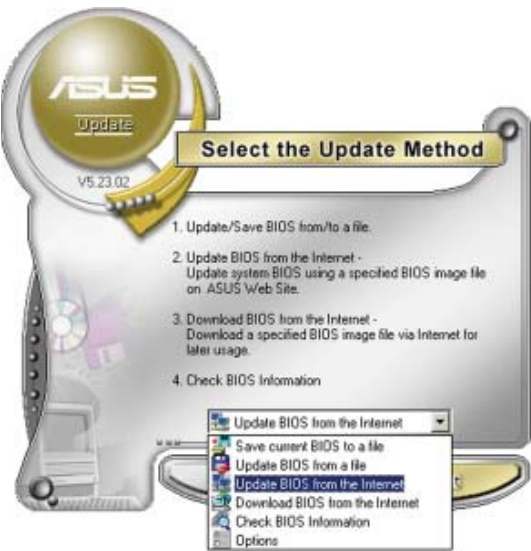 ASUS
Update
V5.23.02
Select the Update Method
1. Update/Save BIOS from/to a file.
2. Update BIOS from the Internet -
Update system BIOS using a specified BIOS image file
on ASUS Web Site.
3. Download BIOS from the Internet -
Download a specified BIOS image file via Internet for
later usage.
4. Check BIOS Information
Update BIOS from the Internet
Save current BIOS to a file
Update BIOS from a file
Update BIOS from the Internet
Download BIOS from the Internet
Check BIOS Information
Options